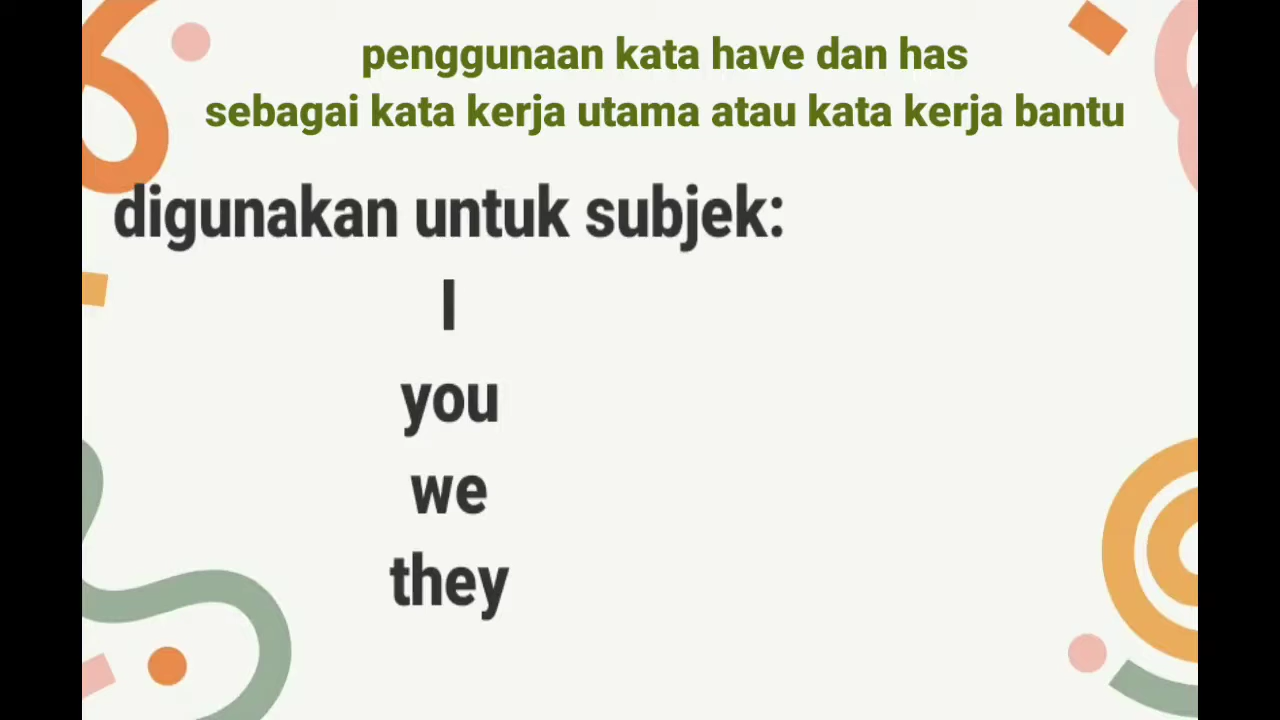 penggunaan kata have dan has
sebagai kata kerja utama atau kata kerja bantu
digunakan untuk subjek:
I
you
we
they